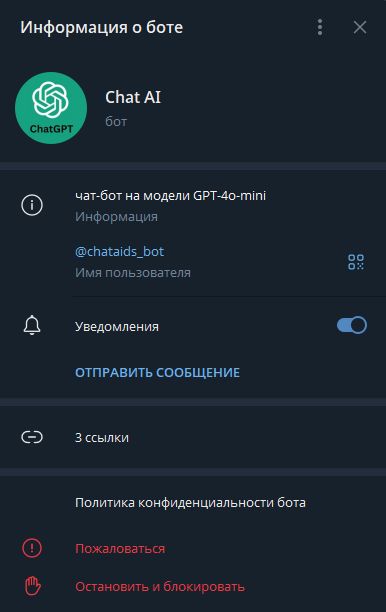 Информация о боте
ChatGPT
Chat AI
бот
чат-бот на модели GPT-4o-mini
Информация
@chataids_bot
Имя пользователя
Уведомления
ОТПРАВИТЬ СООБЩЕНИЕ
3 ссылки
Политика конфиденциальности бота
Пожаловаться
Остановить и блокировать